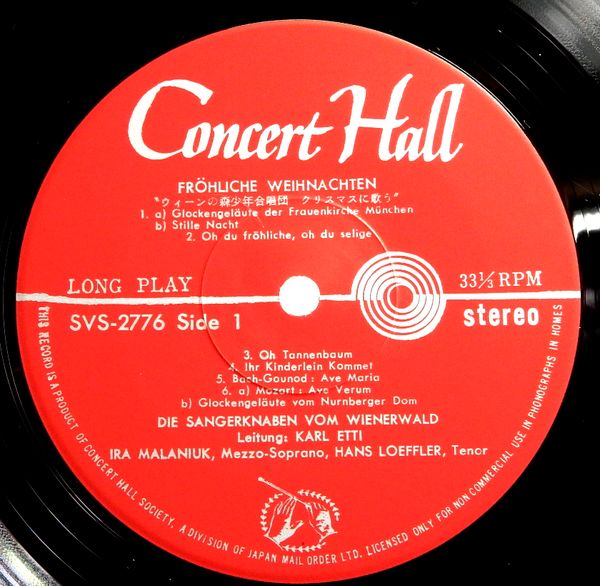 Concert Hall
FRÖHLICHE WEIHNACHTEN
"ウィーンの森少年合唱団 クリスマスに歌う"
1. a) Glockengeläute der Frauenkirche München
b) Stille Nacht
2. Oh du fröhliche, oh du selige
LONG PLAY
33⅓ RPM
SVS-2776 Side 1
stereo
3. Oh Tannenbaum
4. Ihr Kinderlein Kommet
5. Bach-Gounod : Ave Maria
6. a) Mozart : Ave Verum
b) Glockengeläute vom Nurnberger Dom
DIE SANGERKNABEN VOM WIENERWALD
Leitung: KARL ETTI
IRA MALANIUK, Mezzo-Soprano, HANS LOEFFLER, Tenor
THIS RECORD IS A PRODUCT OF CONCERT HALL SOCIETY, A DIVISION OF JAPAN MAIL ORDER LTD. LICENSED ONLY FOR NON COMMERCIAL USE IN PHONOGRAPHS IN HOMES